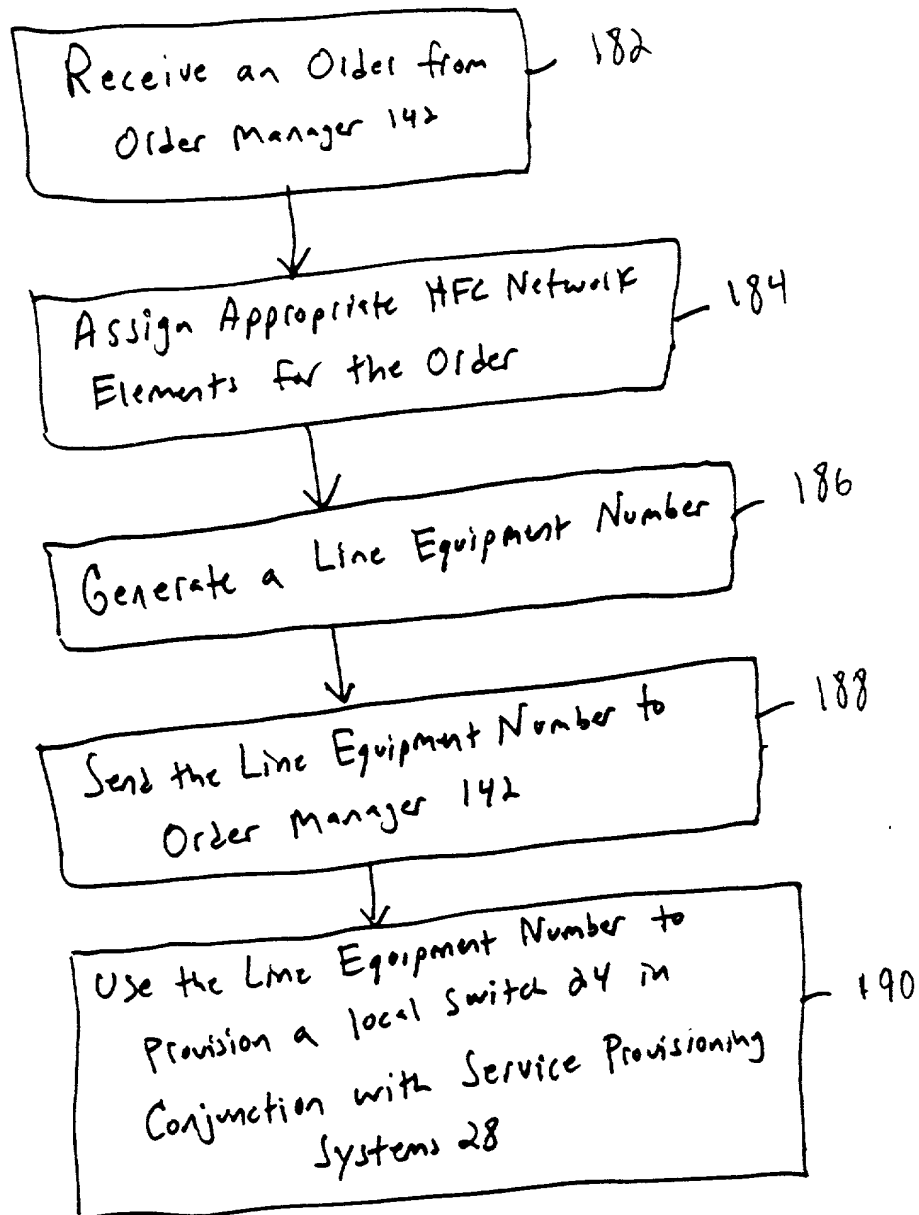 Receive an Order from
Order Manager 142
182
Assign Appropriate HFC Network
Elements for the Order
184
Generate a Line Equipment Number
186
Send the Line Equipment Number to
Order Manager 142
188
Use the Line Equipment Number to
Provision a local Switch 24 in
Conjunction with Service Provisioning
Systems 28
190